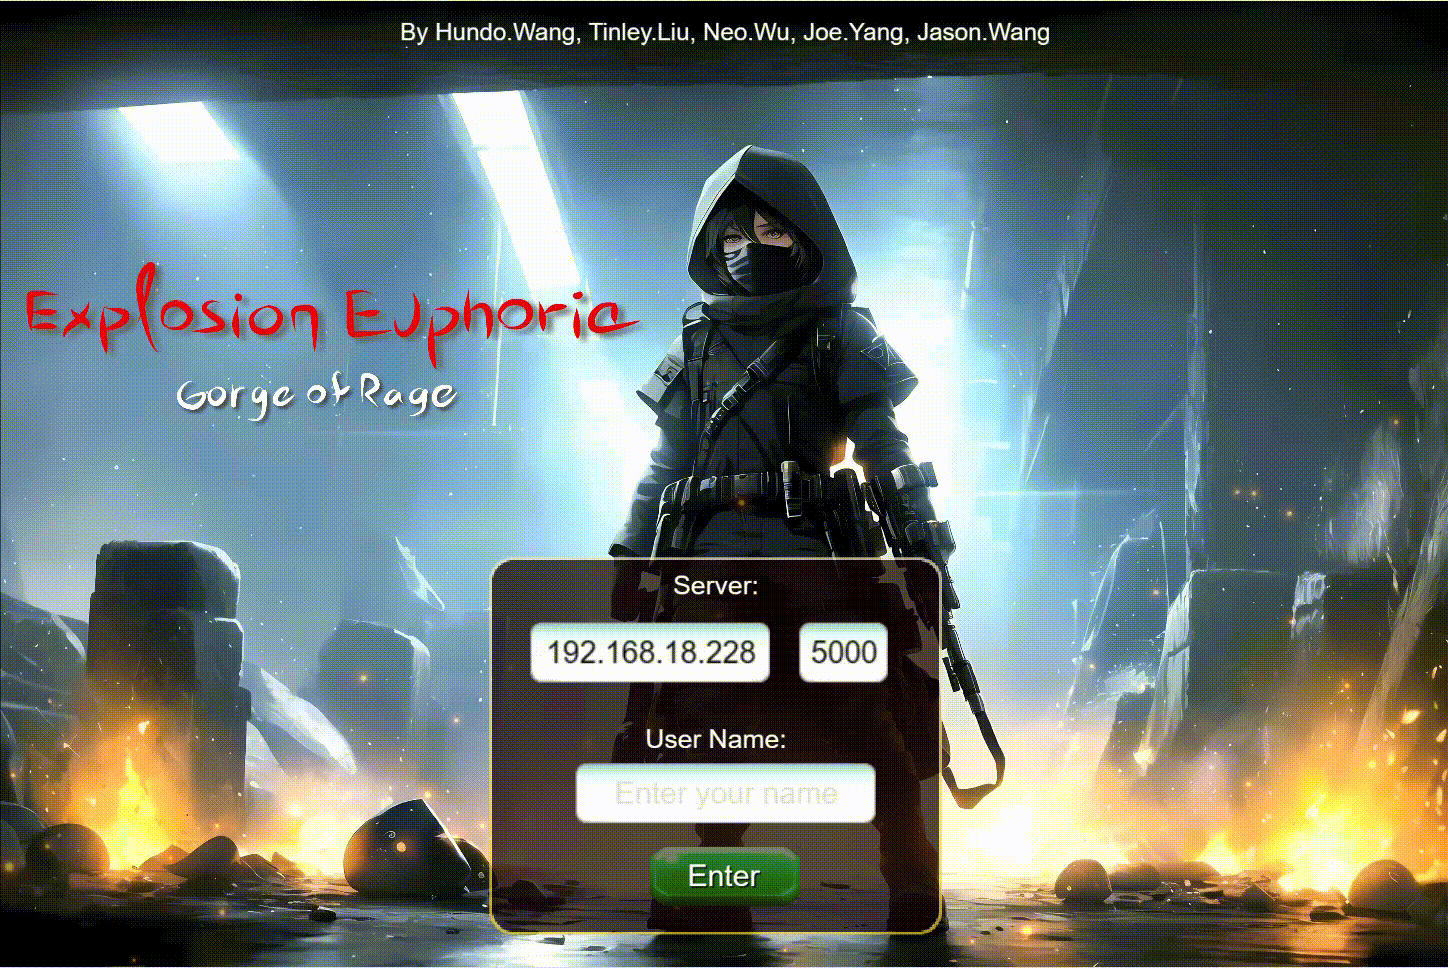 By Hundo.Wang, Tinley.Liu, Neo.Wu, Joe.Yang, Jason.Wang
Explosion Euphoria
Gorge of Rage
Server:
192.168.18.228 5000
User Name:
Enter your name
Enter